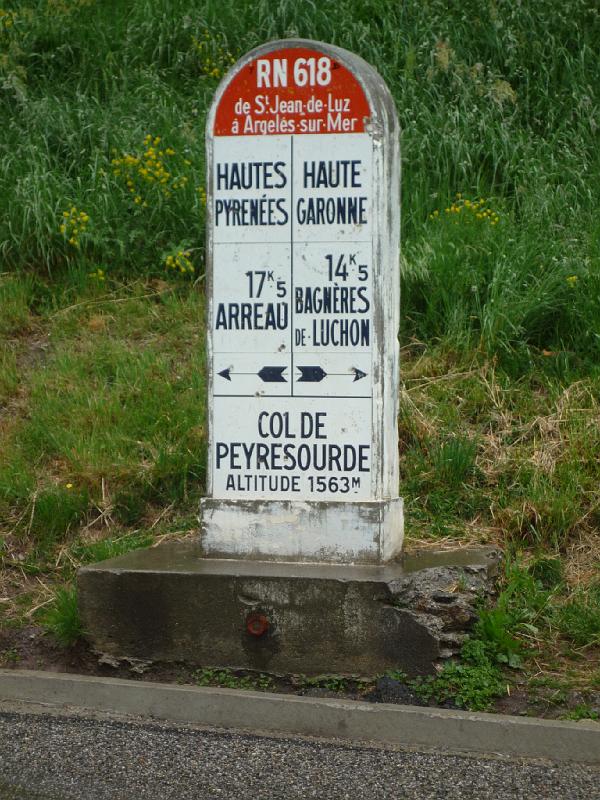 RN 618
de St Jean-de-Luz
à Argelès-sur-Mer
HAUTES
PYRENÉES
HAUTE
GARONNE
17K5
ARREAU
14K5
BAGNÈRES
DE-LUCHON
COL DE
PEYRESOURDE
ALTITUDE 1563M